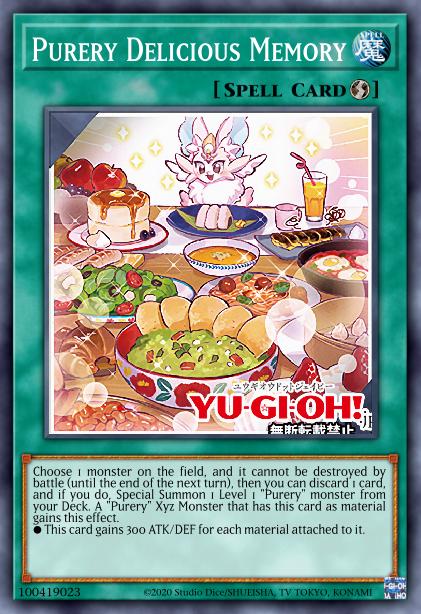 PURERY DELICIOUS MEMORY
SPELL
魔
[SPELL CARD]
ユウギオウドットジェイピー
YU-GI-OH!
無断転載禁止
Choose 1 monster on the field, and it cannot be destroyed by
battle (until the end of the next turn), then you can discard 1 card,
and if you do, Special Summon 1 Level 1 "Purery" monster from
your Deck. A "Purery" Xyz Monster that has this card as material
gains this effect.
● This card gains 300 ATK/DEF for each material attached to it.
100419023
©2020 Studio Dice/SHUEISHA, TV TOKYO, KONAMI